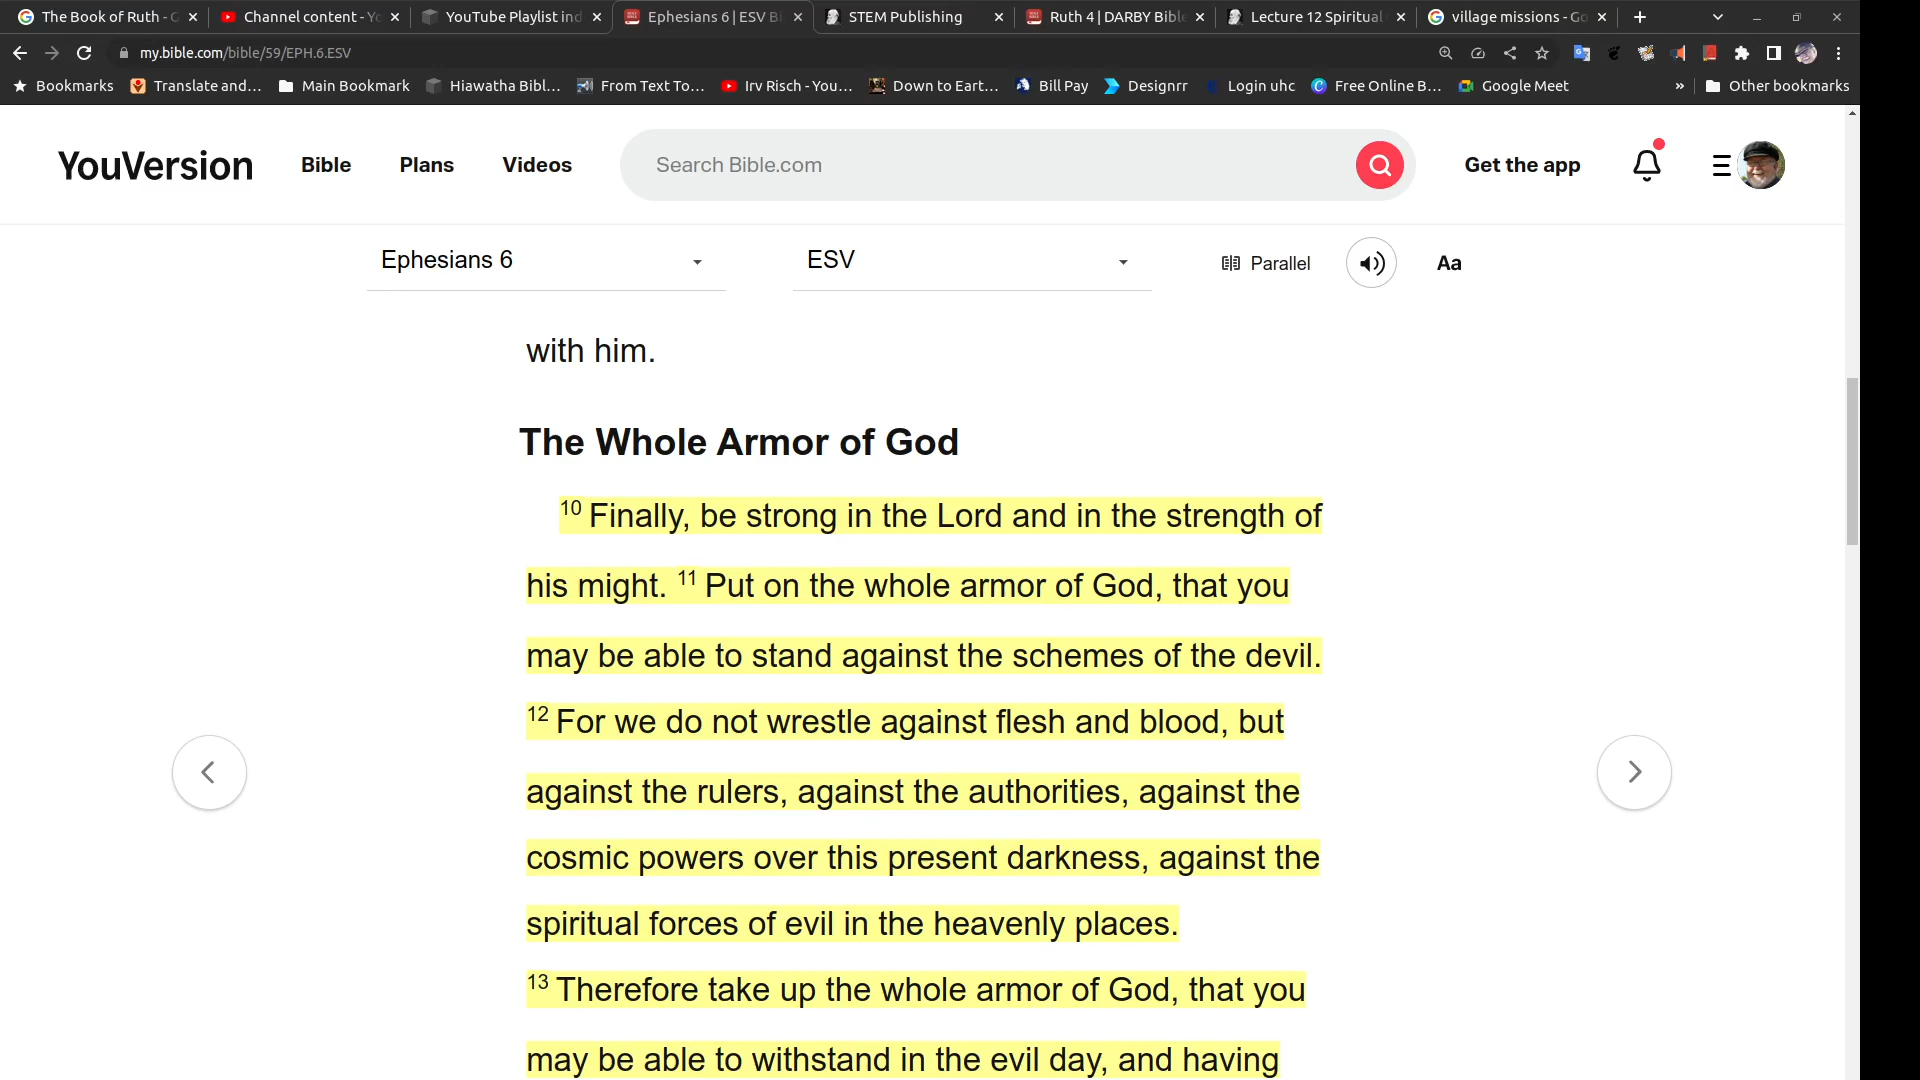 The Book of Ruth - G
Channel content - Yo
YouTube Playlist ind
Ephesians 6 | ESV Bi
STEM Publishing
Ruth 4 | DARBY Bible
Lecture 12 Spiritual
village missions - Go
my.bible.com/bible/59/EPH.6.ESV
Bookmarks
Translate and...
Main Bookmark
Hiawatha Bibl...
From Text To...
Irv Risch - You...
Down to Eart...
Bill Pay
Designrr
Login uhc
Free Online B...
Google Meet
»
Other bookmarks
YouVersion
Bible
Plans
Videos
Search Bible.com
Get the app
Ephesians 6
ESV
Parallel
Aa
with him.
The Whole Armor of God
10 Finally, be strong in the Lord and in the strength of
his might. 11 Put on the whole armor of God, that you
may be able to stand against the schemes of the devil.
12 For we do not wrestle against flesh and blood, but
against the rulers, against the authorities, against the
cosmic powers over this present darkness, against the
spiritual forces of evil in the heavenly places.
13 Therefore take up the whole armor of God, that you
may be able to withstand in the evil day, and having